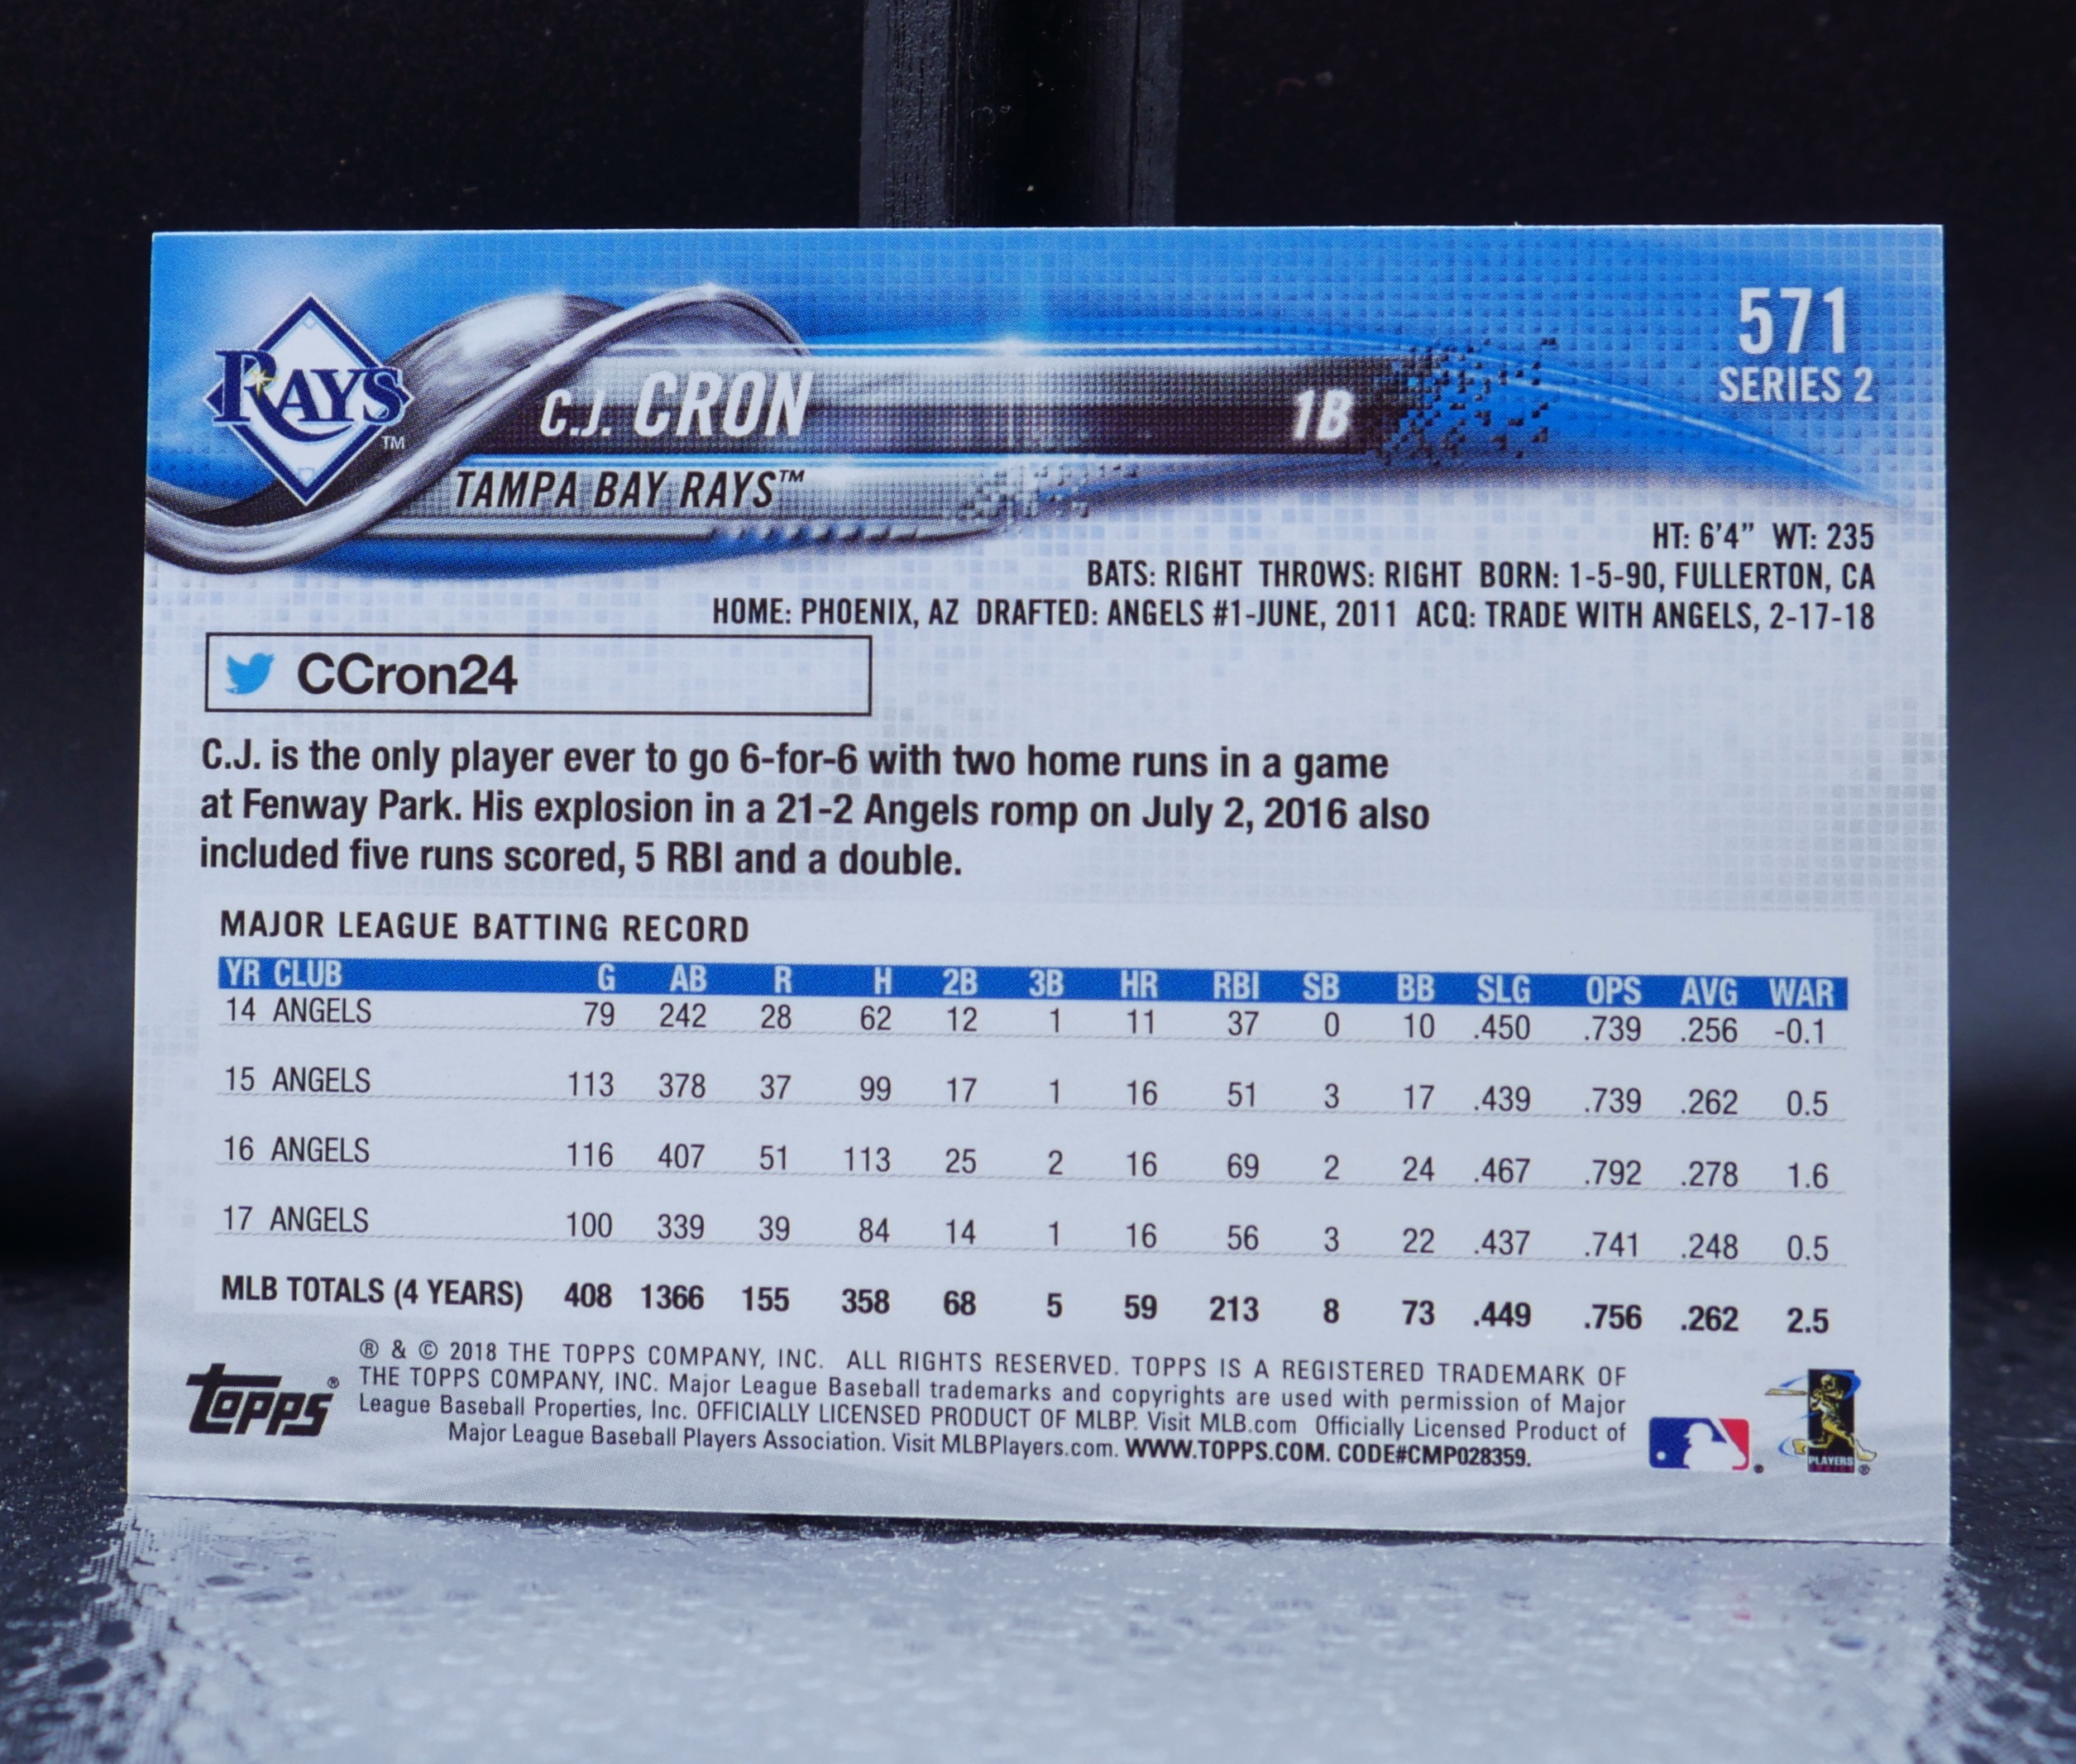 571
SERIES 2
RAYS™
C.J. CRON 1B
TAMPA BAY RAYS™
HT: 6'4" WT: 235
BATS: RIGHT THROWS: RIGHT BORN: 1-5-90, FULLERTON, CA
HOME: PHOENIX, AZ DRAFTED: ANGELS #1-JUNE, 2011 ACQ: TRADE WITH ANGELS, 2-17-18
CCron24
C.J. is the only player ever to go 6-for-6 with two home runs in a game
at Fenway Park. His explosion in a 21-2 Angels romp on July 2, 2016 also
included five runs scored, 5 RBI and a double.
MAJOR LEAGUE BATTING RECORD
YR CLUB G AB R H 2B 3B HR RBI SB BB SLG OPS AVG WAR
14 ANGELS 79 242 28 62 12 1 11 37 0 10 .450 .739 .256 -0.1
15 ANGELS 113 378 37 99 17 1 16 51 3 17 .439 .739 .262 0.5
16 ANGELS 116 407 51 113 25 2 16 69 2 24 .467 .792 .278 1.6
17 ANGELS 100 339 39 84 14 1 16 56 3 22 .437 .741 .248 0.5
MLB TOTALS (4 YEARS) 408 1366 155 358 68 5 59 213 8 73 .449 .756 .262 2.5
® & © 2018 THE TOPPS COMPANY, INC. ALL RIGHTS RESERVED. TOPPS IS A REGISTERED TRADEMARK OF
THE TOPPS COMPANY, INC. Major League Baseball trademarks and copyrights are used with permission of Major
League Baseball Properties, Inc. OFFICIALLY LICENSED PRODUCT OF MLBP. Visit MLB.com Officially Licensed Product of
Major League Baseball Players Association. Visit MLBPlayers.com. WWW.TOPPS.COM. CODE#CMP028359.
topps®
®
PLAYERS
®